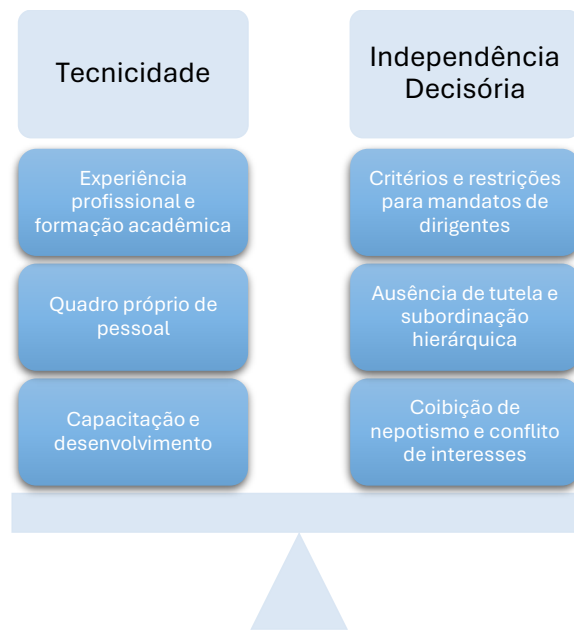 Tecnicidade
Experiência
profissional e
formação acadêmica
Quadro próprio de
pessoal
Capacitação e
desenvolvimento
Independência
Decisória
Critérios e restrições
para mandatos de
dirigentes
Ausência de tutela e
subordinação
hierárquica
Coibição de
nepotismo e conflito
de interesses